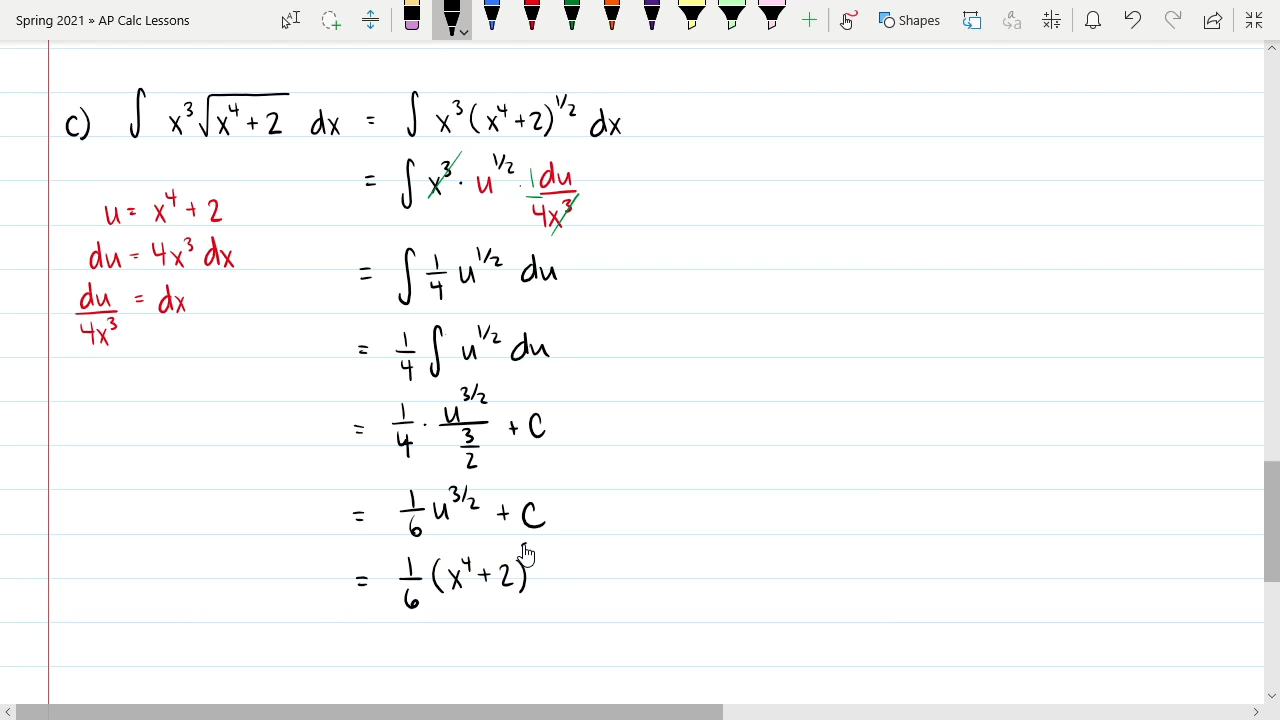 Spring 2021 » AP Calc Lessons
Shapes
c) ∫ x³√(x⁴ + 2) dx = ∫ x³(x⁴ + 2)^1/2 dx
= ∫ x³ · u^1/2 · 1du/4x³
u = x⁴ + 2
du = 4x³ dx
= ∫ 1/4 u^1/2 du
du/4x³ = dx
= 1/4 ∫ u^1/2 du
= 1/4 · u^3/2/(3/2) + C
= 1/6 u^3/2 + C
= 1/6 (x⁴ + 2)